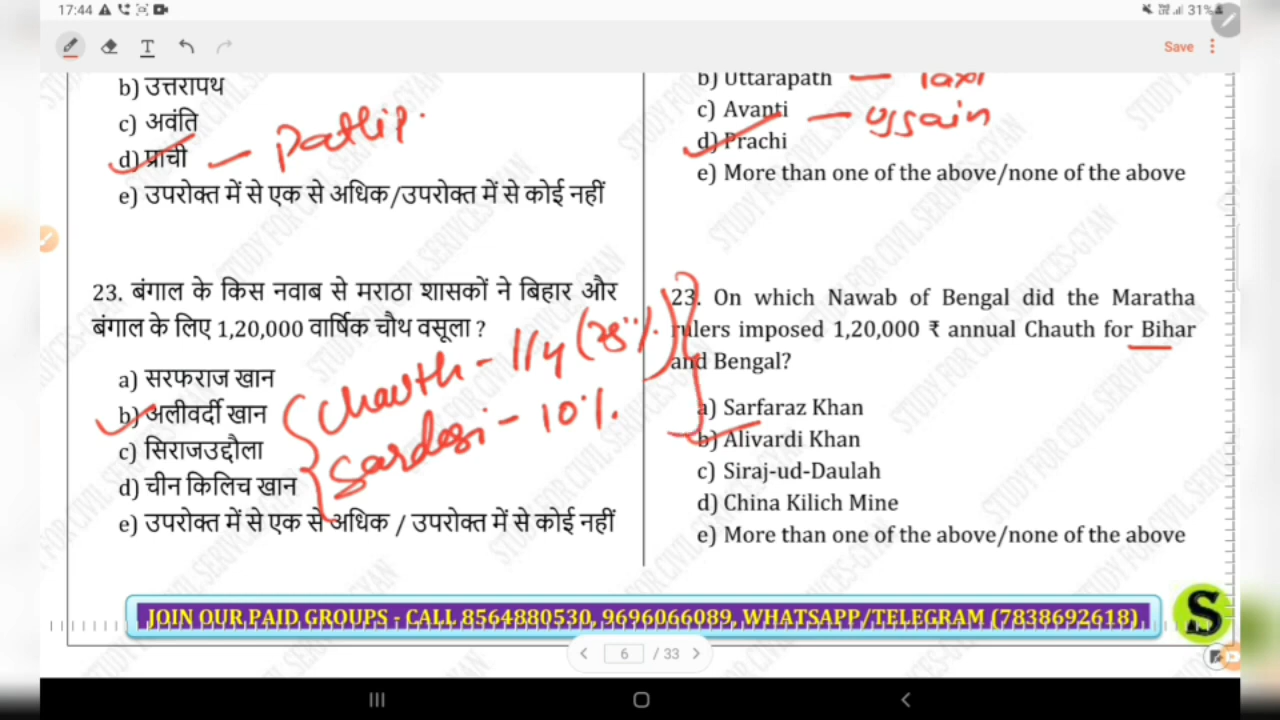 17:44
31%
T
Save
b) उत्तरापथ
c) अवंति
d) प्राची - Patlip.
e) उपरोक्त में से एक से अधिक/उपरोक्त में से कोई नहीं
23. बंगाल के किस नवाब से मराठा शासकों ने बिहार और
बंगाल के लिए 1,20,000 वार्षिक चौथ वसूला ?
a) सरफराज खान
b) अलीवर्दी खान
c) सिराजउद्दौला
d) चीन किलिच खान
e) उपरोक्त में से एक से अधिक / उपरोक्त में से कोई नहीं
Chauth - 1/4 (25%)
Sardesi - 10%.
b) Uttarapath - Taxi
c) Avanti - Ujjain
d) Prachi
e) More than one of the above/none of the above
23. On which Nawab of Bengal did the Maratha
rulers imposed 1,20,000 ₹ annual Chauth for Bihar
and Bengal?
a) Sarfaraz Khan
b) Alivardi Khan
c) Siraj-ud-Daulah
d) China Kilich Mine
e) More than one of the above/none of the above
JOIN OUR PAID GROUPS - CALL 8564880530, 9696066089, WHATSAPP/TELEGRAM (7838692618)
S
6 / 33